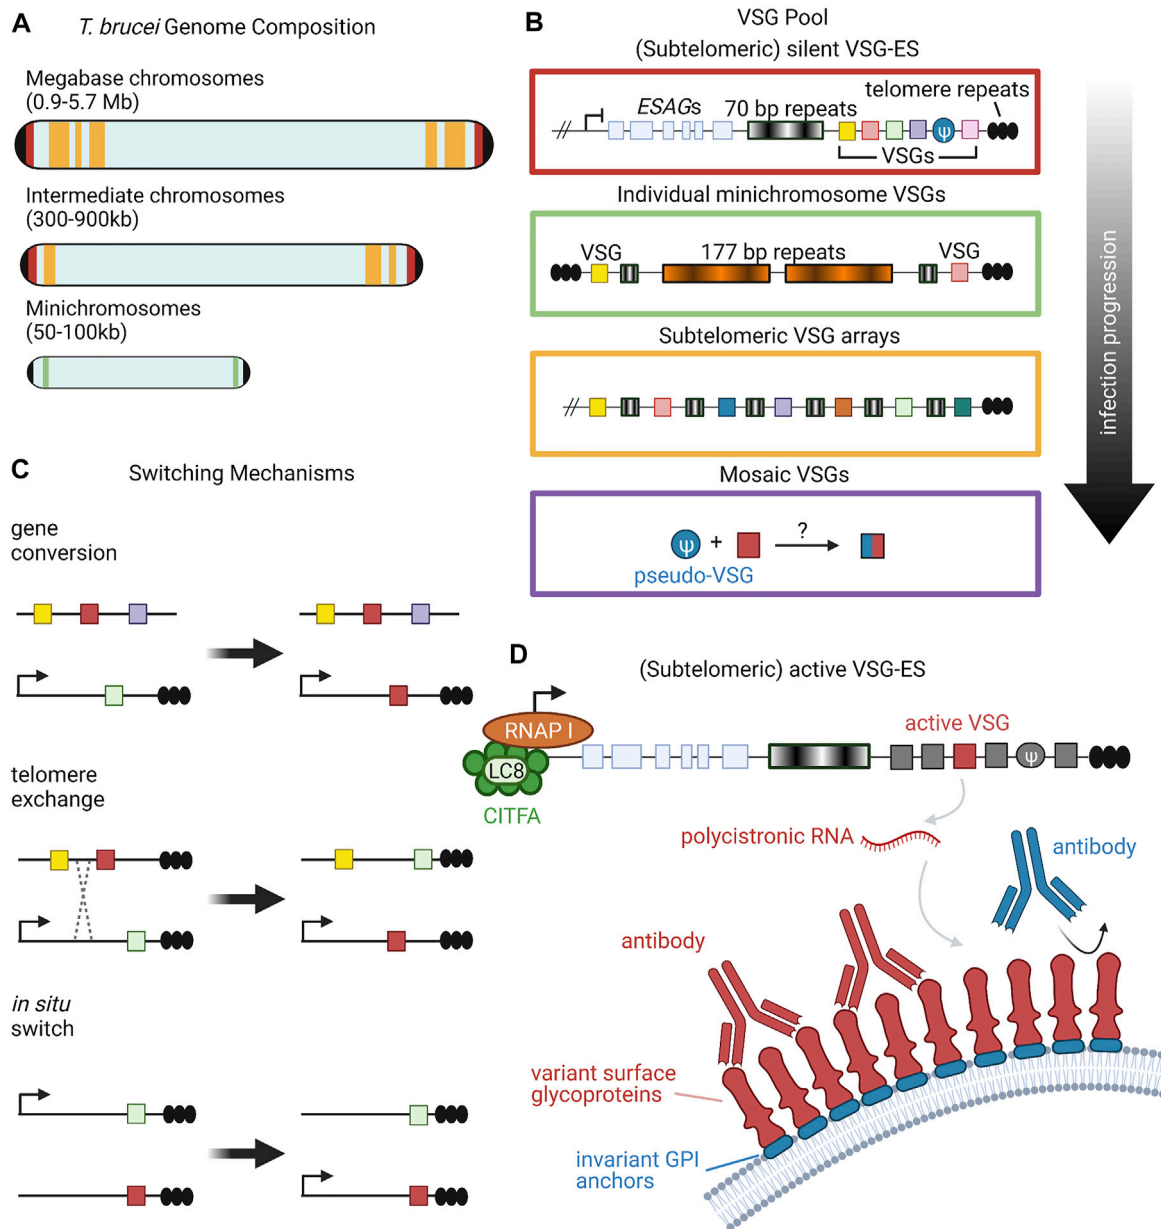 A
T. brucei Genome Composition
Megabase chromosomes
(0.9-5.7 Mb)
Intermediate chromosomes
(300-900kb)
Minichromosomes
(50-100kb)
B
VSG Pool
(Subtelomeric) silent VSG-ES
ESAGs
70 bp repeats
telomere repeats
ψ
VSGs
Individual minichromosome VSGs
VSG
177 bp repeats
VSG
Subtelomeric VSG arrays
Mosaic VSGs
ψ + ?
pseudo-VSG
infection progression
C
Switching Mechanisms
gene
conversion
telomere
exchange
in situ
switch
D
(Subtelomeric) active VSG-ES
RNAP I
LC8
CITFA
active VSG
ψ
polycistronic RNA
antibody
antibody
variant surface
glycoproteins
invariant GPI
anchors